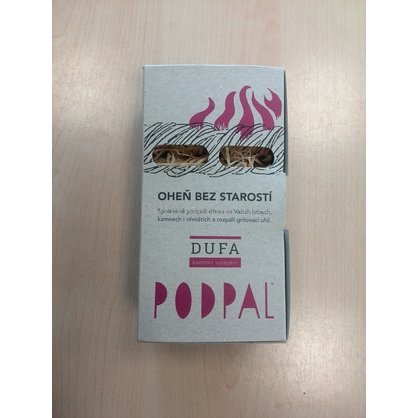 OHEŇ BEZ STAROSTÍ
Spolehlivě podpálí dřevo ve Vašich krbech,
kamnech i ohništích a rozpálí grilovací uhlí.
DUFA
komfort vytápění
PODPAL